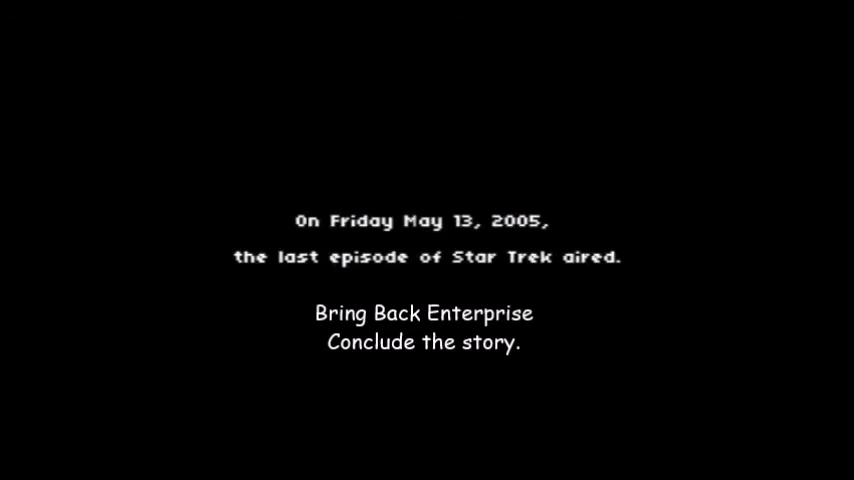 On Friday May 13, 2005,
the last episode of Star Trek aired.
Bring Back Enterprise
Conclude the story.